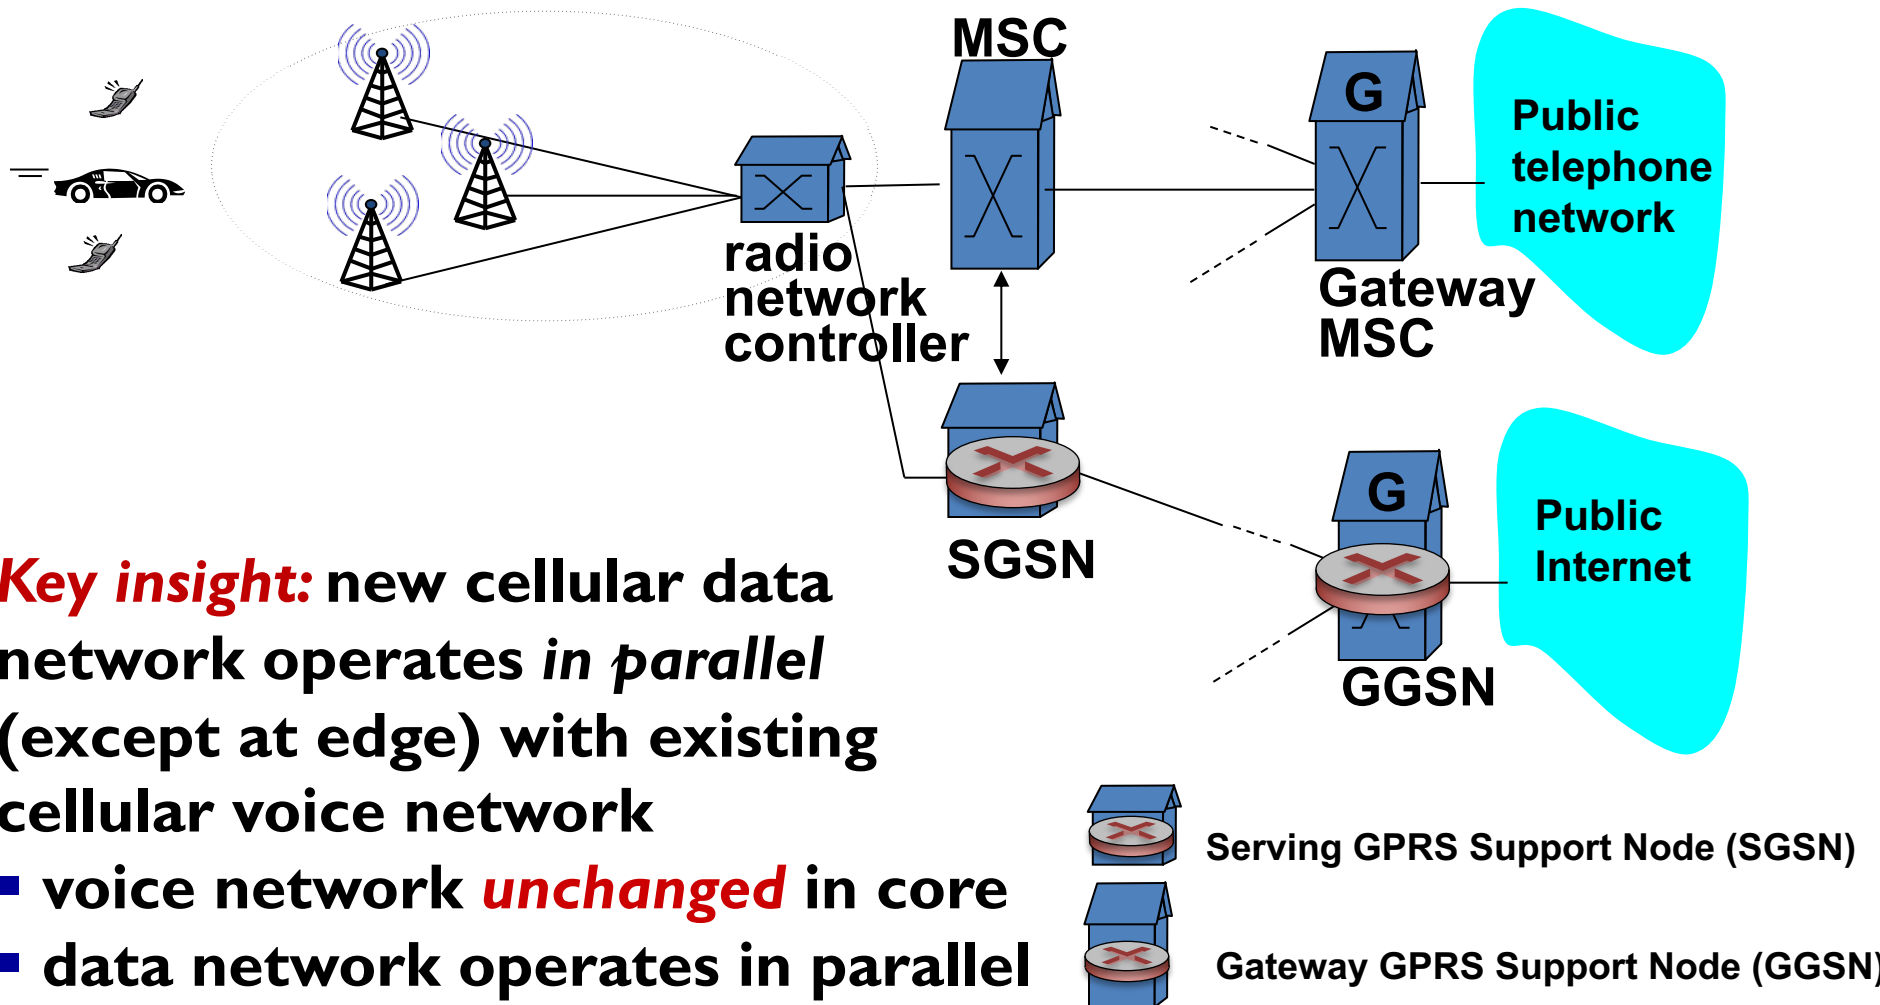 MSC
G
Public
telephone
network
radio
network
controller
Gateway
MSC
SGSN
G
Public
Internet
GGSN
Key insight: new cellular data
network operates in parallel
(except at edge) with existing
cellular voice network
voice network unchanged in core
data network operates in parallel
Serving GPRS Support Node (SGSN)
Gateway GPRS Support Node (GGSN)